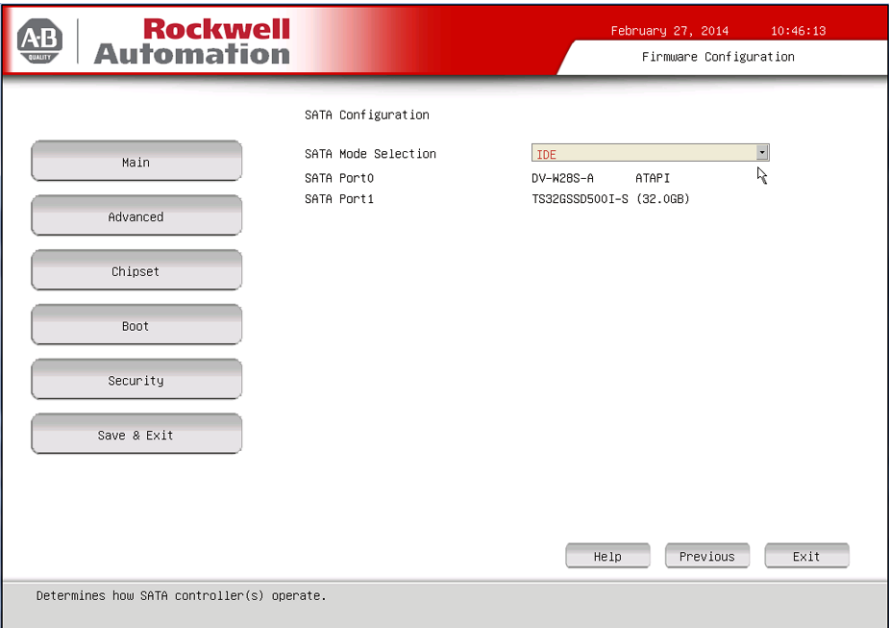 A-B
QUALITY
Rockwell
Automation
February 27, 2014 10:46:13
Firmware Configuration
SATA Configuration
Main
SATA Mode Selection IDE
SATA Port0 DV-W28S-A ATAPI
SATA Port1 TS32GSSD500I-S (32.0GB)
Advanced
Chipset
Boot
Security
Save & Exit
Help Previous Exit
Determines how SATA controller(s) operate.